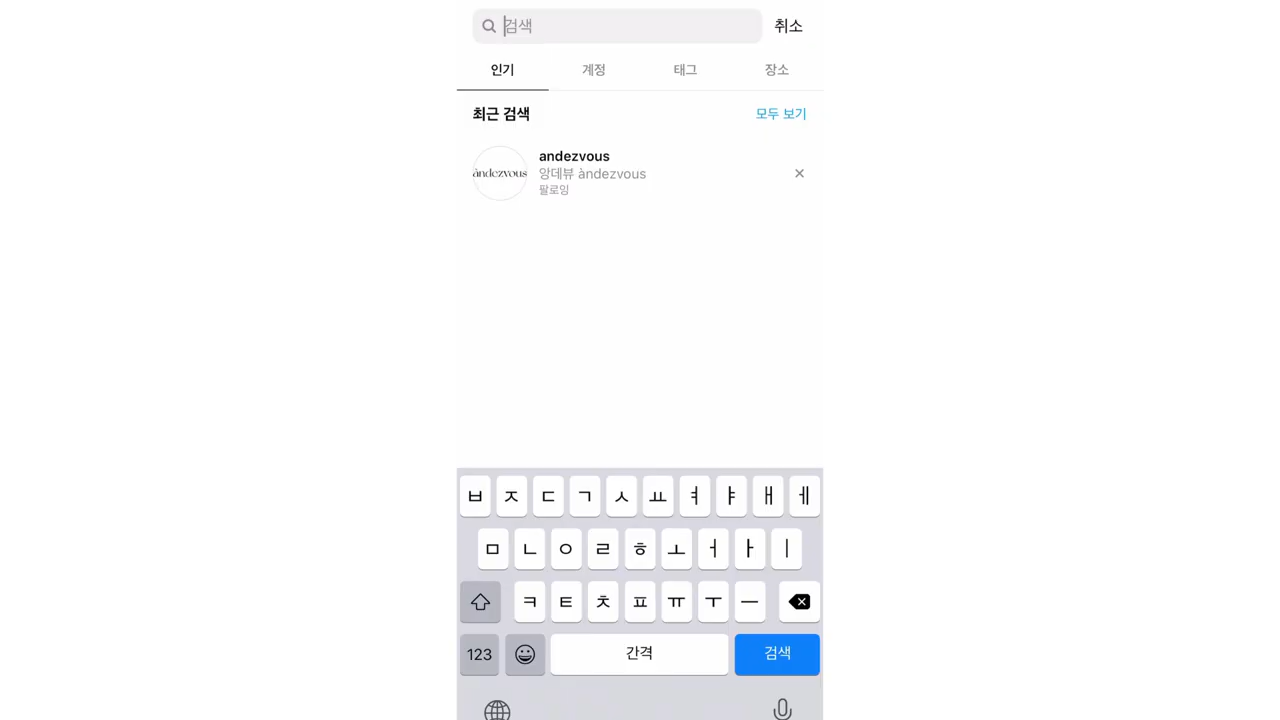 검색 취소
인기 계정 태그 장소
최근 검색 모두 보기
andezvous
àndezvous 앙데뷰 àndezvous
팔로잉
ㅂ ㅈ ㄷ ㄱ ㅅ ㅛ ㅕ ㅑ ㅐ ㅔ
ㅁ ㄴ ㅇ ㄹ ㅎ ㅗ ㅓ ㅏ ㅣ
ㅋ ㅌ ㅊ ㅍ ㅠ ㅜ ㅡ
123 간격 검색